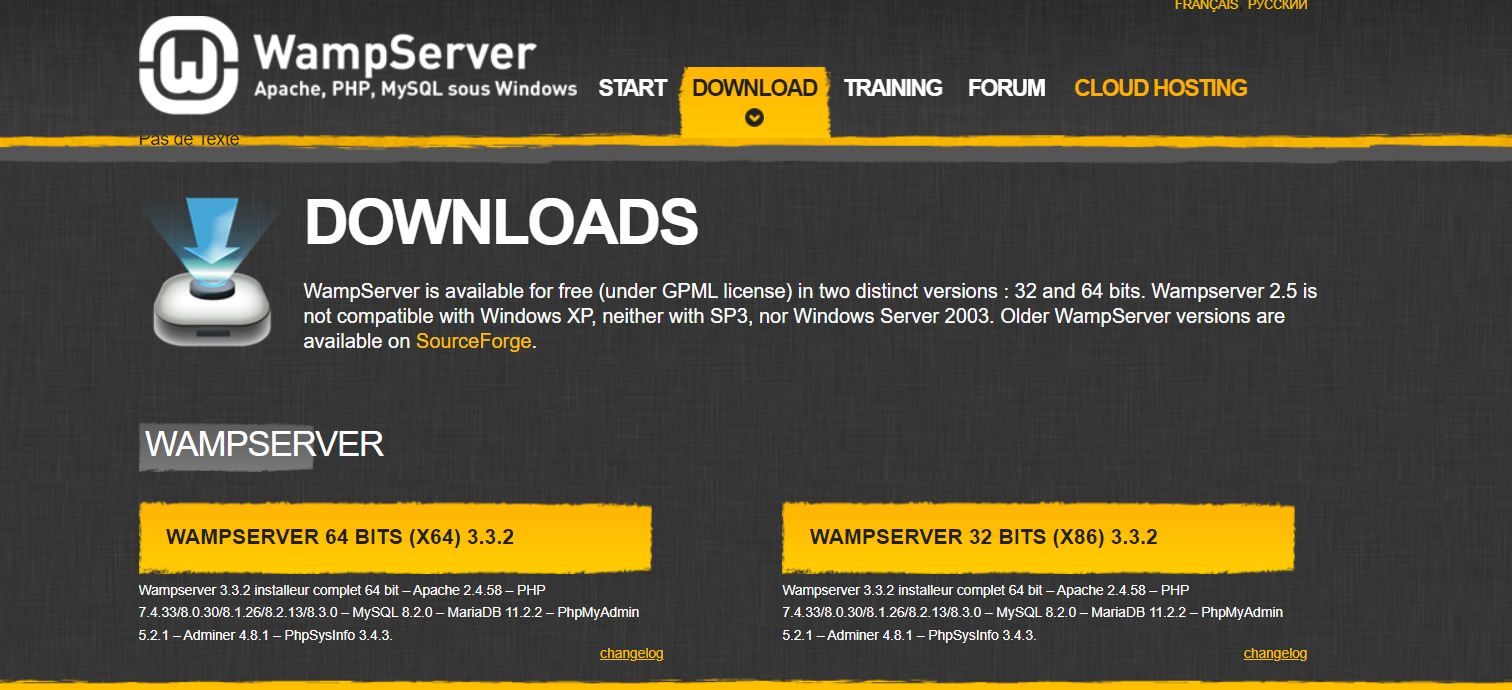 FRANÇAIS РУССКИЙ
WampServer
Apache, PHP, MySQL sous Windows
START DOWNLOAD TRAINING FORUM CLOUD HOSTING
Pas de Texte
DOWNLOADS
WampServer is available for free (under GPML license) in two distinct versions : 32 and 64 bits. Wampserver 2.5 is
not compatible with Windows XP, neither with SP3, nor Windows Server 2003. Older WampServer versions are
available on SourceForge.
WAMPSERVER
WAMPSERVER 64 BITS (X64) 3.3.2
Wampserver 3.3.2 installeur complet 64 bit – Apache 2.4.58 – PHP
7.4.33/8.0.30/8.1.26/8.2.13/8.3.0 – MySQL 8.2.0 – MariaDB 11.2.2 – PhpMyAdmin
5.2.1 – Adminer 4.8.1 – PhpSysInfo 3.4.3.
changelog
WAMPSERVER 32 BITS (X86) 3.3.2
Wampserver 3.3.2 installeur complet 64 bit – Apache 2.4.58 – PHP
7.4.33/8.0.30/8.1.26/8.2.13/8.3.0 – MySQL 8.2.0 – MariaDB 11.2.2 – PhpMyAdmin
5.2.1 – Adminer 4.8.1 – PhpSysInfo 3.4.3.
changelog